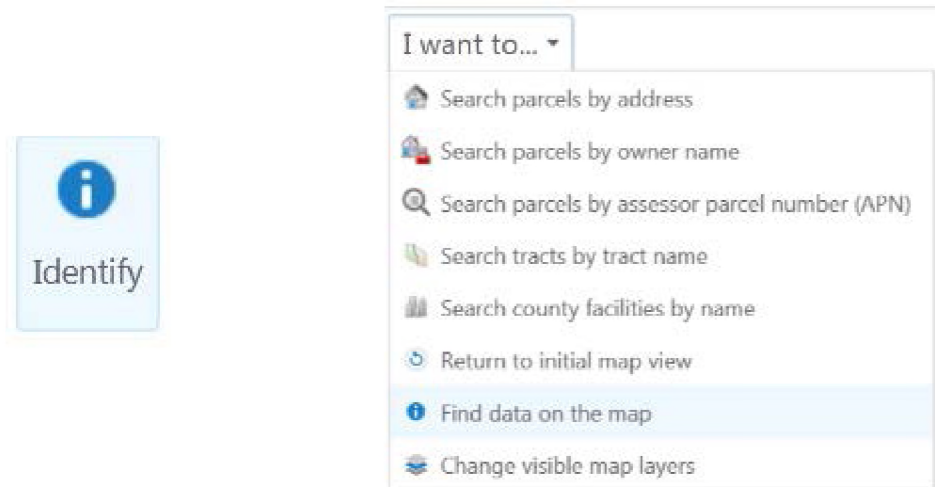 Identify
I want to...
Search parcels by address
Search parcels by owner name
Search parcels by assessor parcel number (APN)
Search tracts by tract name
Search county facilities by name
Return to initial map view
Find data on the map
Change visible map layers